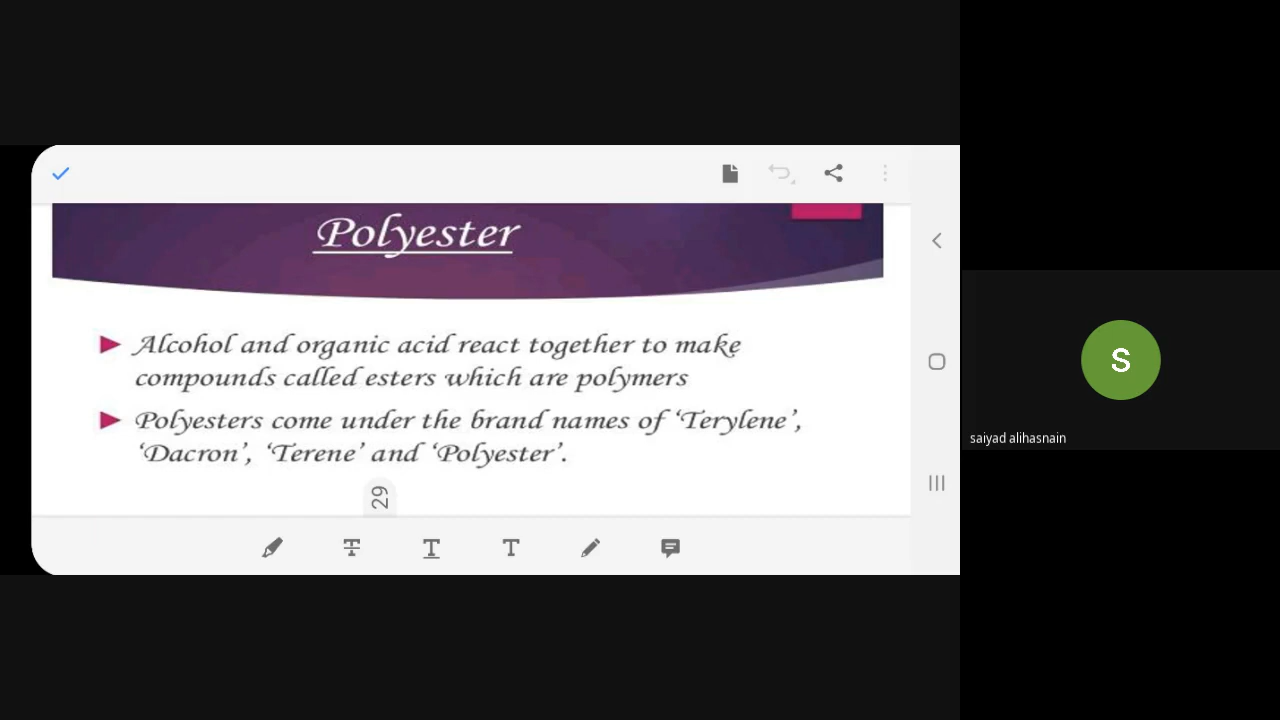 Polyester
Alcohol and organic acid react together to make
compounds called esters which are polymers
Polyesters come under the brand names of ‘Terylene’,
‘Dacron’, ‘Terene’ and ‘Polyester’.
29
S
saiyad alihasnain